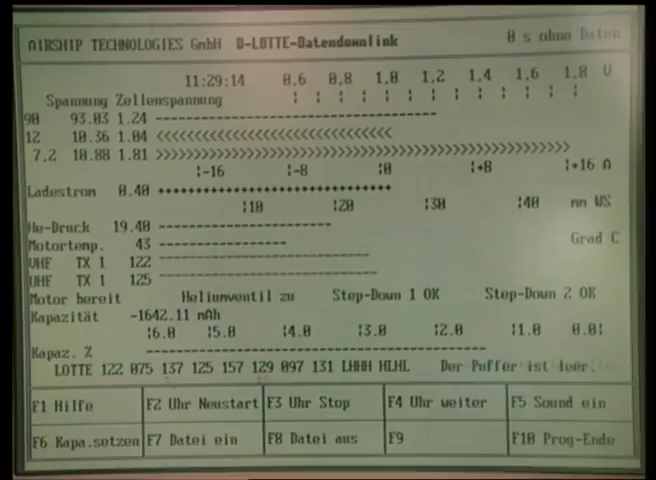 AIRSHIP TECHNOLOGIES GmbH D-LOTTE-Datendownlink 0 s ohne Daten
11:29:14 0.6 0.8 1.0 1.2 1.4 1.6 1.8 V
Spannung Zellenspannung
90 93.03 1.24
12 10.36 1.04
7.2 10.88 1.81
-16 -8 0 +8 +16 A
Ladestrom 0.40
10 20 30 40 mm WS
He-Druck 19.40
Motortemp. 43 Grad C
UHF TX 1 122
UHF TX 1 125
Motor bereit Heliumventil zu Step-Down 1 OK Step-Down 2 OK
Kapazität -1642.11 mAh
6.0 5.0 4.0 3.0 2.0 1.0 0.0
Kapaz. %
LOTTE 122 075 137 125 157 129 097 131 LHHH HLHL Der Puffer ist leer.
F1 Hilfe F2 Uhr Neustart F3 Uhr Stop F4 Uhr weiter F5 Sound ein
F6 Kapa.setzen F7 Datei ein F8 Datei aus F9 F10 Prog-Ende